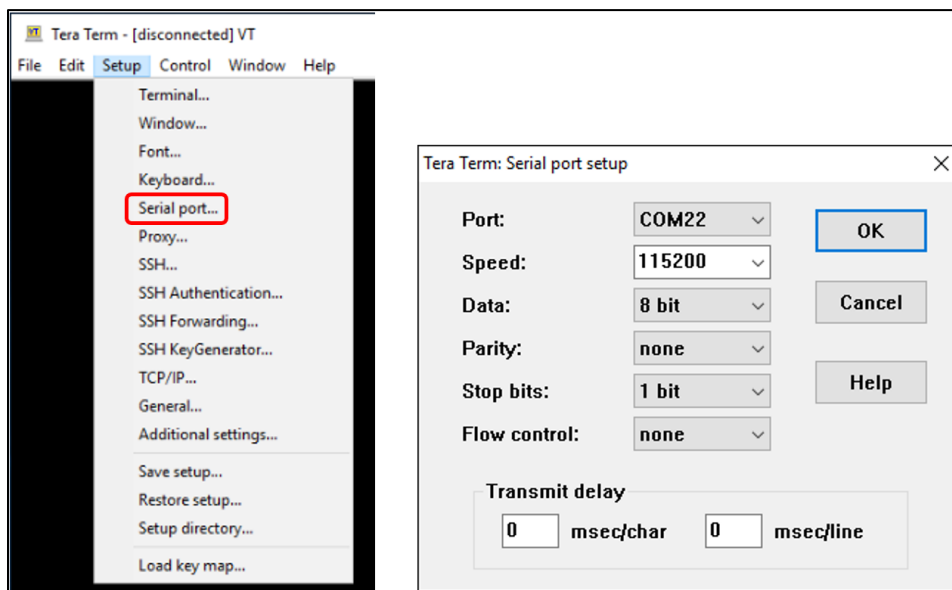 Tera Term - [disconnected] VT
File Edit Setup Control Window Help
Terminal...
Window...
Font...
Keyboard...
Serial port...
Proxy...
SSH...
SSH Authentication...
SSH Forwarding...
SSH KeyGenerator...
TCP/IP...
General...
Additional settings...
Save setup...
Restore setup...
Setup directory...
Load key map...
Tera Term: Serial port setup
Port: COM22 OK
Speed: 115200
Data: 8 bit Cancel
Parity: none
Stop bits: 1 bit Help
Flow control: none
Transmit delay
0 msec/char 0 msec/line